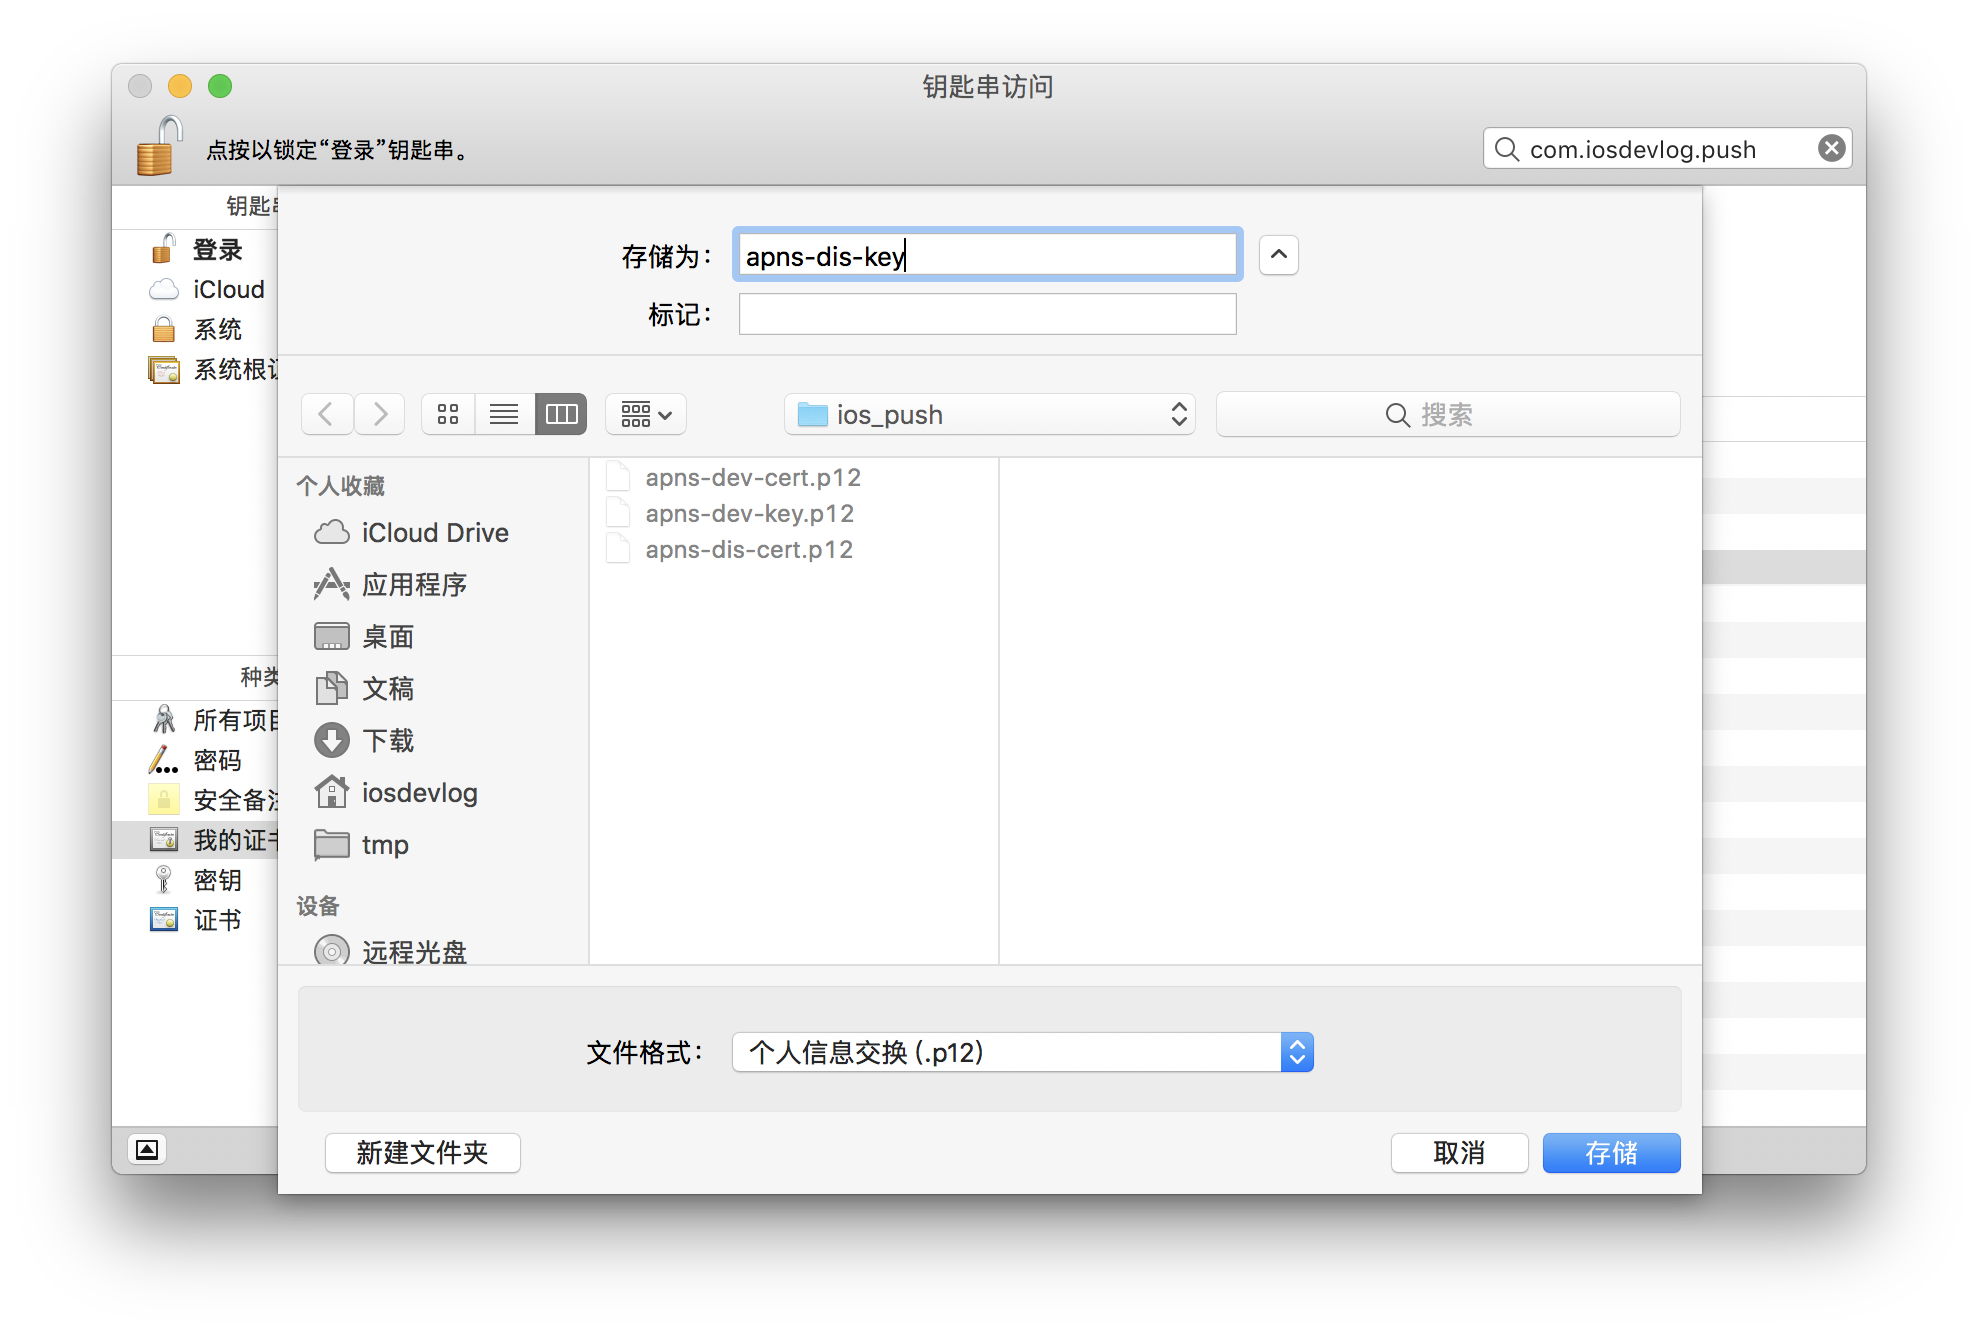 钥匙串访问
点按以锁定“登录”钥匙串。
com.iosdevlog.push
钥匙串
登录
iCloud
系统
系统根证
种类
所有项目
密码
安全备注
我的证书
密钥
证书
存储为：
apns-dis-key
标记：
ios_push
搜索
个人收藏
iCloud Drive
应用程序
桌面
文稿
下载
iosdevlog
tmp
设备
远程光盘
apns-dev-cert.p12
apns-dev-key.p12
apns-dis-cert.p12
文件格式：
个人信息交换 (.p12)
新建文件夹
取消
存储